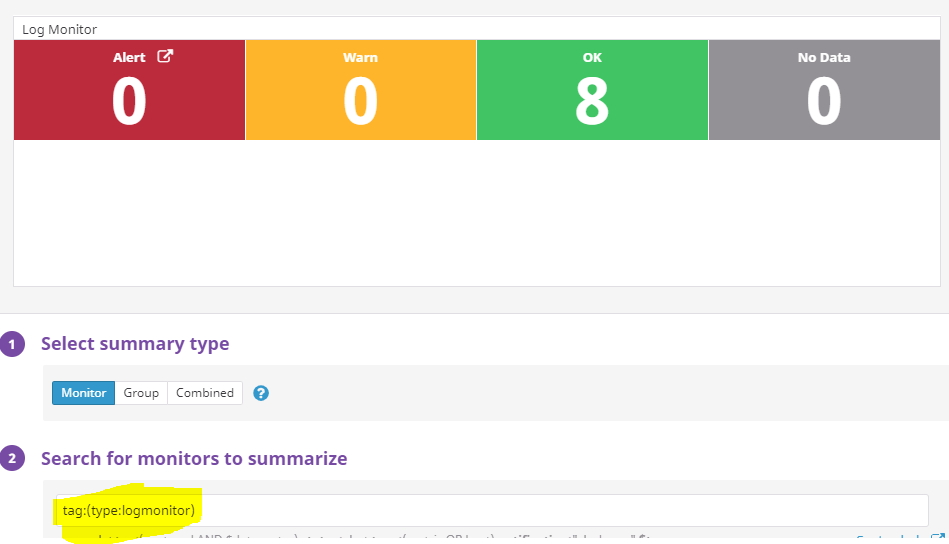 Log Monitor
Alert Warn OK No Data
0 0 8 0
1 Select summary type
Monitor Group Combined ?
2 Search for monitors to summarize
tag:(type:logmonitor)